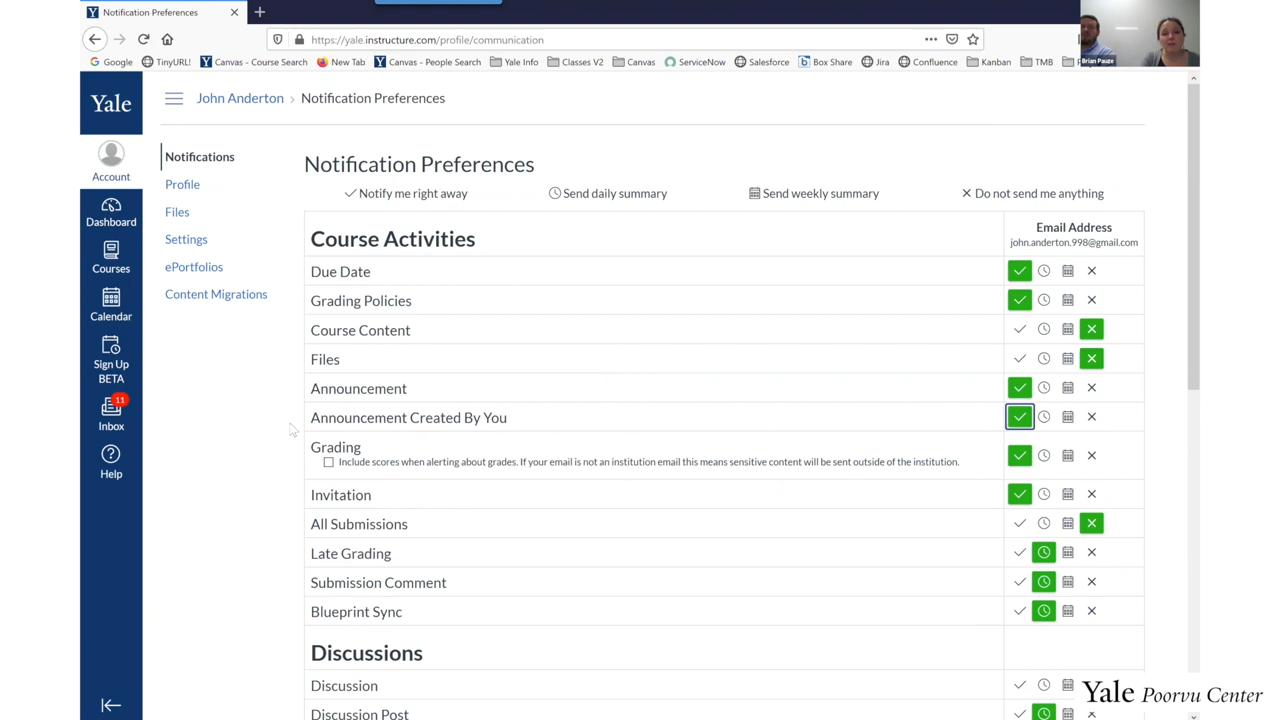 Notification Preferences
https://yale.instructure.com/profile/communication
Google TinyURL! Canvas - Course Search New Tab Canvas - People Search Yale Info Classes V2 Canvas ServiceNow Salesforce Box Share Jira Confluence Kanban TMB
Brian Pauze
Yale
Account
Dashboard
Courses
Calendar
Sign Up
BETA
11
Inbox
Help
John Anderton › Notification Preferences
Notifications
Profile
Files
Settings
ePortfolios
Content Migrations
Notification Preferences
Notify me right away Send daily summary Send weekly summary Do not send me anything
Course Activities
Email Address
john.anderton.998@gmail.com
Due Date
Grading Policies
Course Content
Files
Announcement
Announcement Created By You
Grading
Include scores when alerting about grades. If your email is not an institution email this means sensitive content will be sent outside of the institution.
Invitation
All Submissions
Late Grading
Submission Comment
Blueprint Sync
Discussions
Discussion
Discussion Post
Yale Poorvu Center